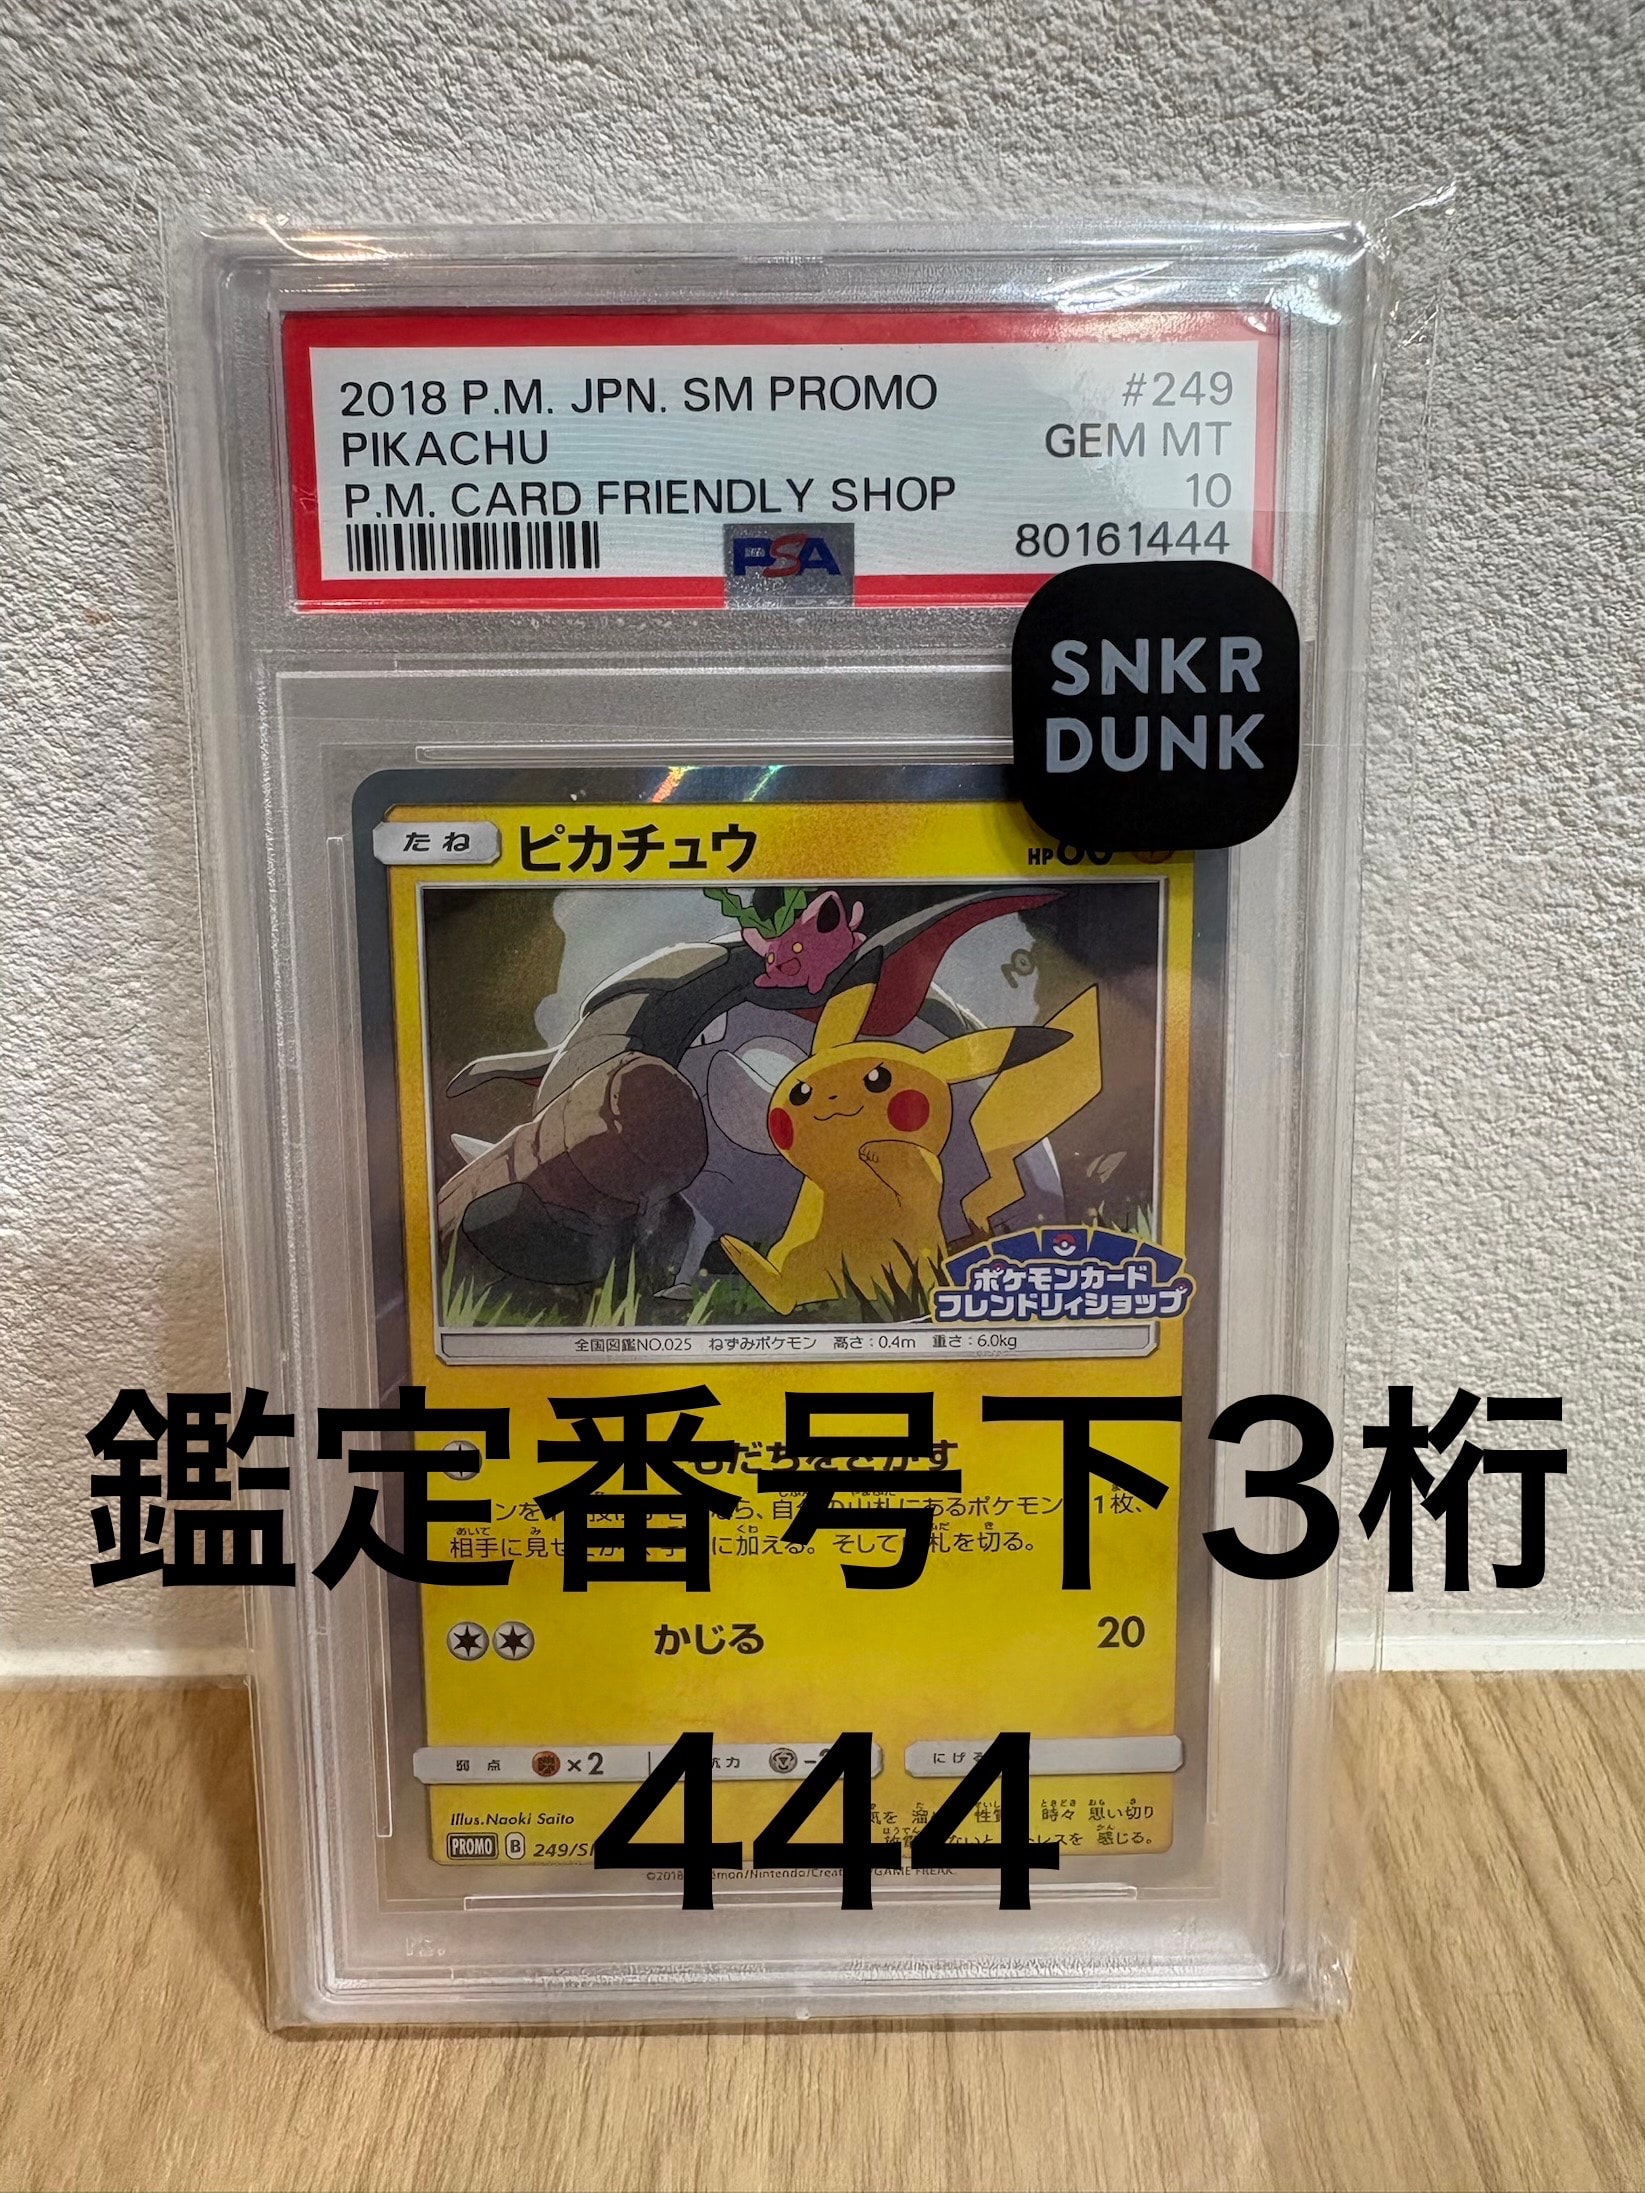 2018 P.M. JPN. SM PROMO #249
PIKACHU GEM MT
P.M. CARD FRIENDLY SHOP 10
PSA 80161444
SNKR
DUNK
たね ピカチュウ HP
ポケモンカード
フレンドリィショップ
全国図鑑NO.025 ねずみポケモン 高さ：0.4m 重さ：6.0kg
鑑定番号下3桁
相手に見せ に加える。そして 札を切る。
かじる 20
弱点 ×2
444
Illus.Naoki Saito
PROMO B 249/S